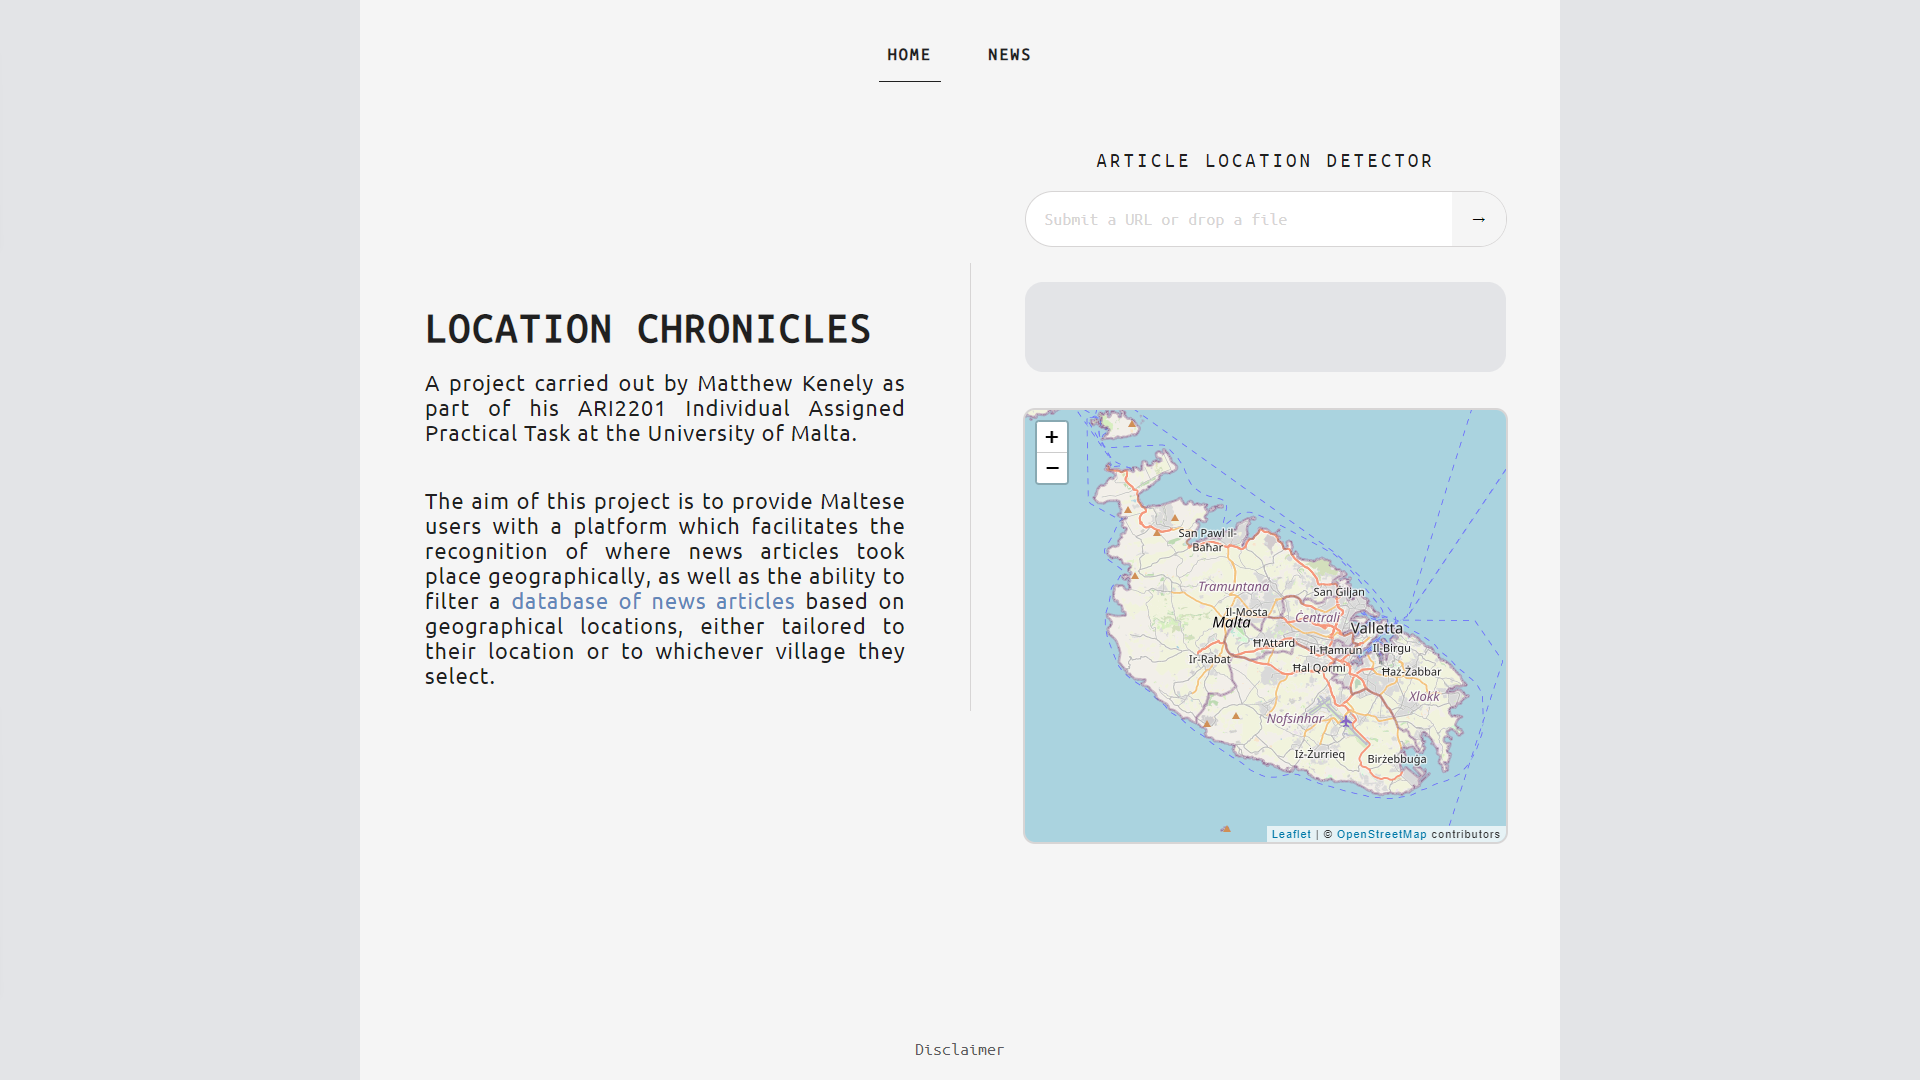 HOME NEWS
LOCATION CHRONICLES
A project carried out by Matthew Kenely as
part of his ARI2201 Individual Assigned
Practical Task at the University of Malta.
The aim of this project is to provide Maltese
users with a platform which facilitates the
recognition of where news articles took
place geographically, as well as the ability to
filter a database of news articles based on
geographical locations, either tailored to
their location or to whichever village they
select.
ARTICLE LOCATION DETECTOR
Submit a URL or drop a file →
+
−
San Pawl il-
Baħar
Tramuntana
San Ġiljan
Il-Mosta
Malta
Ċentrali
Valletta
Ħ'Attard
Il-Ħamrun
Il-Birgu
Ir-Rabat
Ħal Qormi
Ħaż-Żabbar
Xlokk
Nofsinhar
Iż-Żurrieq
Birżebbuġa
Leaflet | © OpenStreetMap contributors
Disclaimer